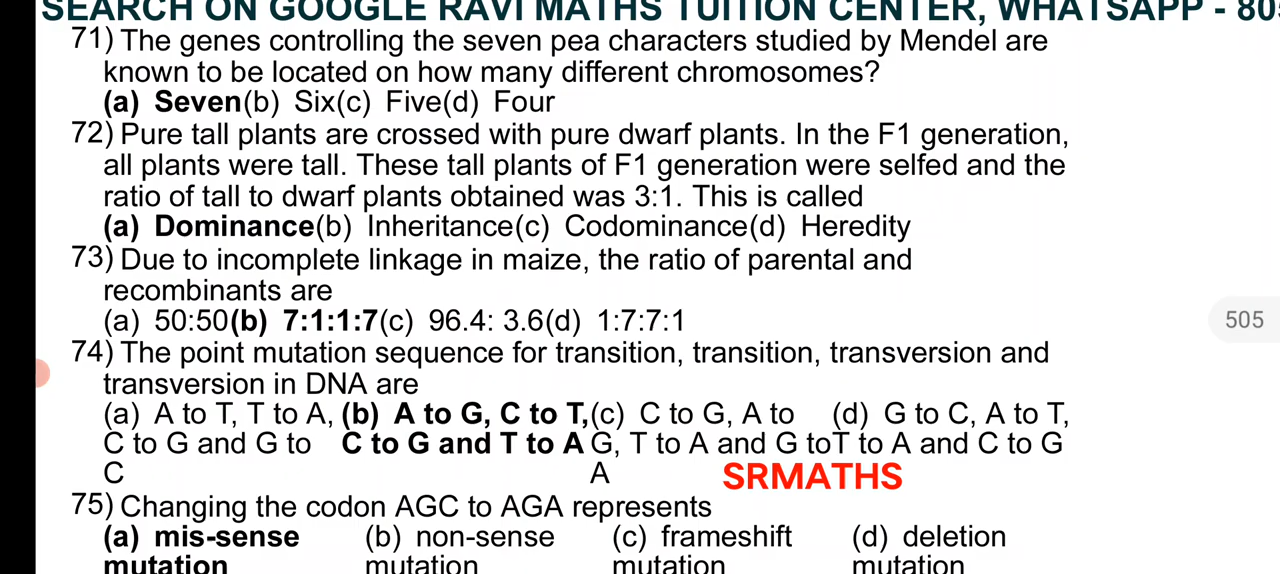 SEARCH ON GOOGLE RAVI MATHS TUITION CENTER, WHATSAPP - 80
71) The genes controlling the seven pea characters studied by Mendel are
known to be located on how many different chromosomes?
(a) Seven(b) Six(c) Five(d) Four
72) Pure tall plants are crossed with pure dwarf plants. In the F1 generation,
all plants were tall. These tall plants of F1 generation were selfed and the
ratio of tall to dwarf plants obtained was 3:1. This is called
(a) Dominance(b) Inheritance(c) Codominance(d) Heredity
73) Due to incomplete linkage in maize, the ratio of parental and
recombinants are
(a) 50:50(b) 7:1:1:7(c) 96.4: 3.6(d) 1:7:7:1
505
74) The point mutation sequence for transition, transition, transversion and
transversion in DNA are
(a) A to T, T to A, (b) A to G, C to T,(c) C to G, A to (d) G to C, A to T,
C to G and G to C to G and T to A G, T to A and G toT to A and C to G
C A SRMATHS
75) Changing the codon AGC to AGA represents
(a) mis-sense (b) non-sense (c) frameshift (d) deletion
mutation mutation mutation mutation